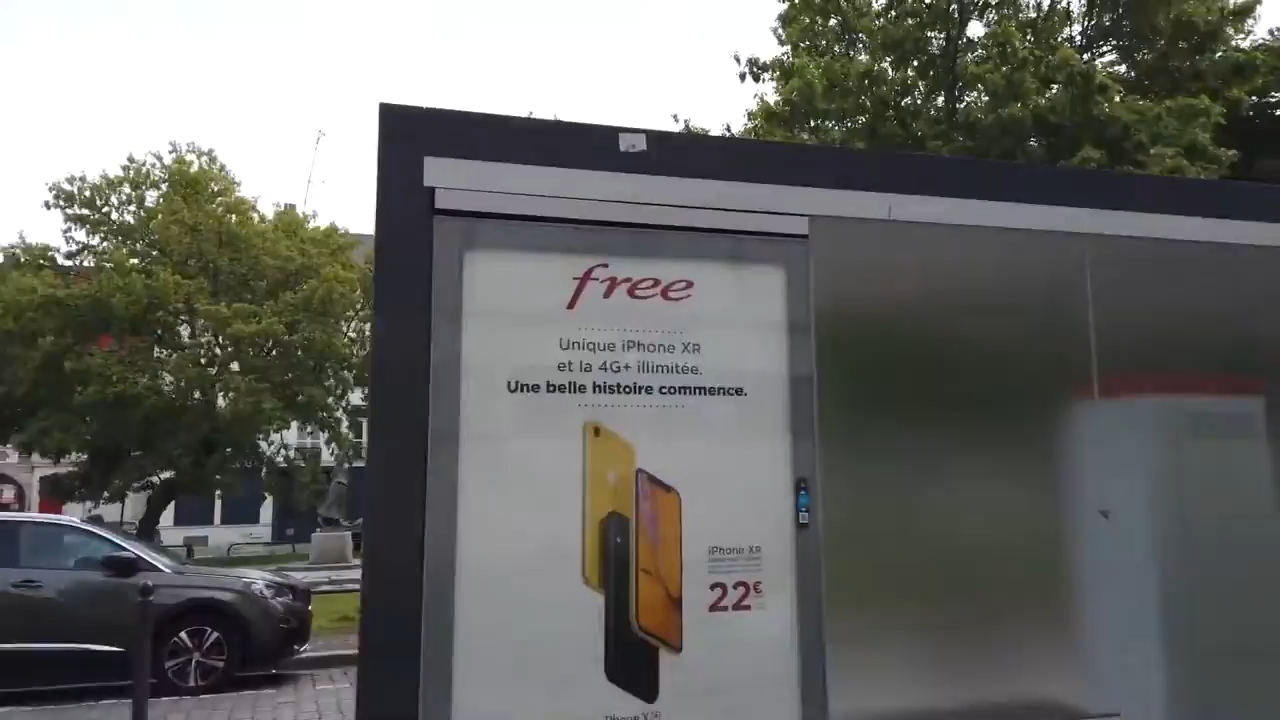 free
Unique iPhone XR
et la 4G+ illimitée.
Une belle histoire commence.
iPhone XR
22€